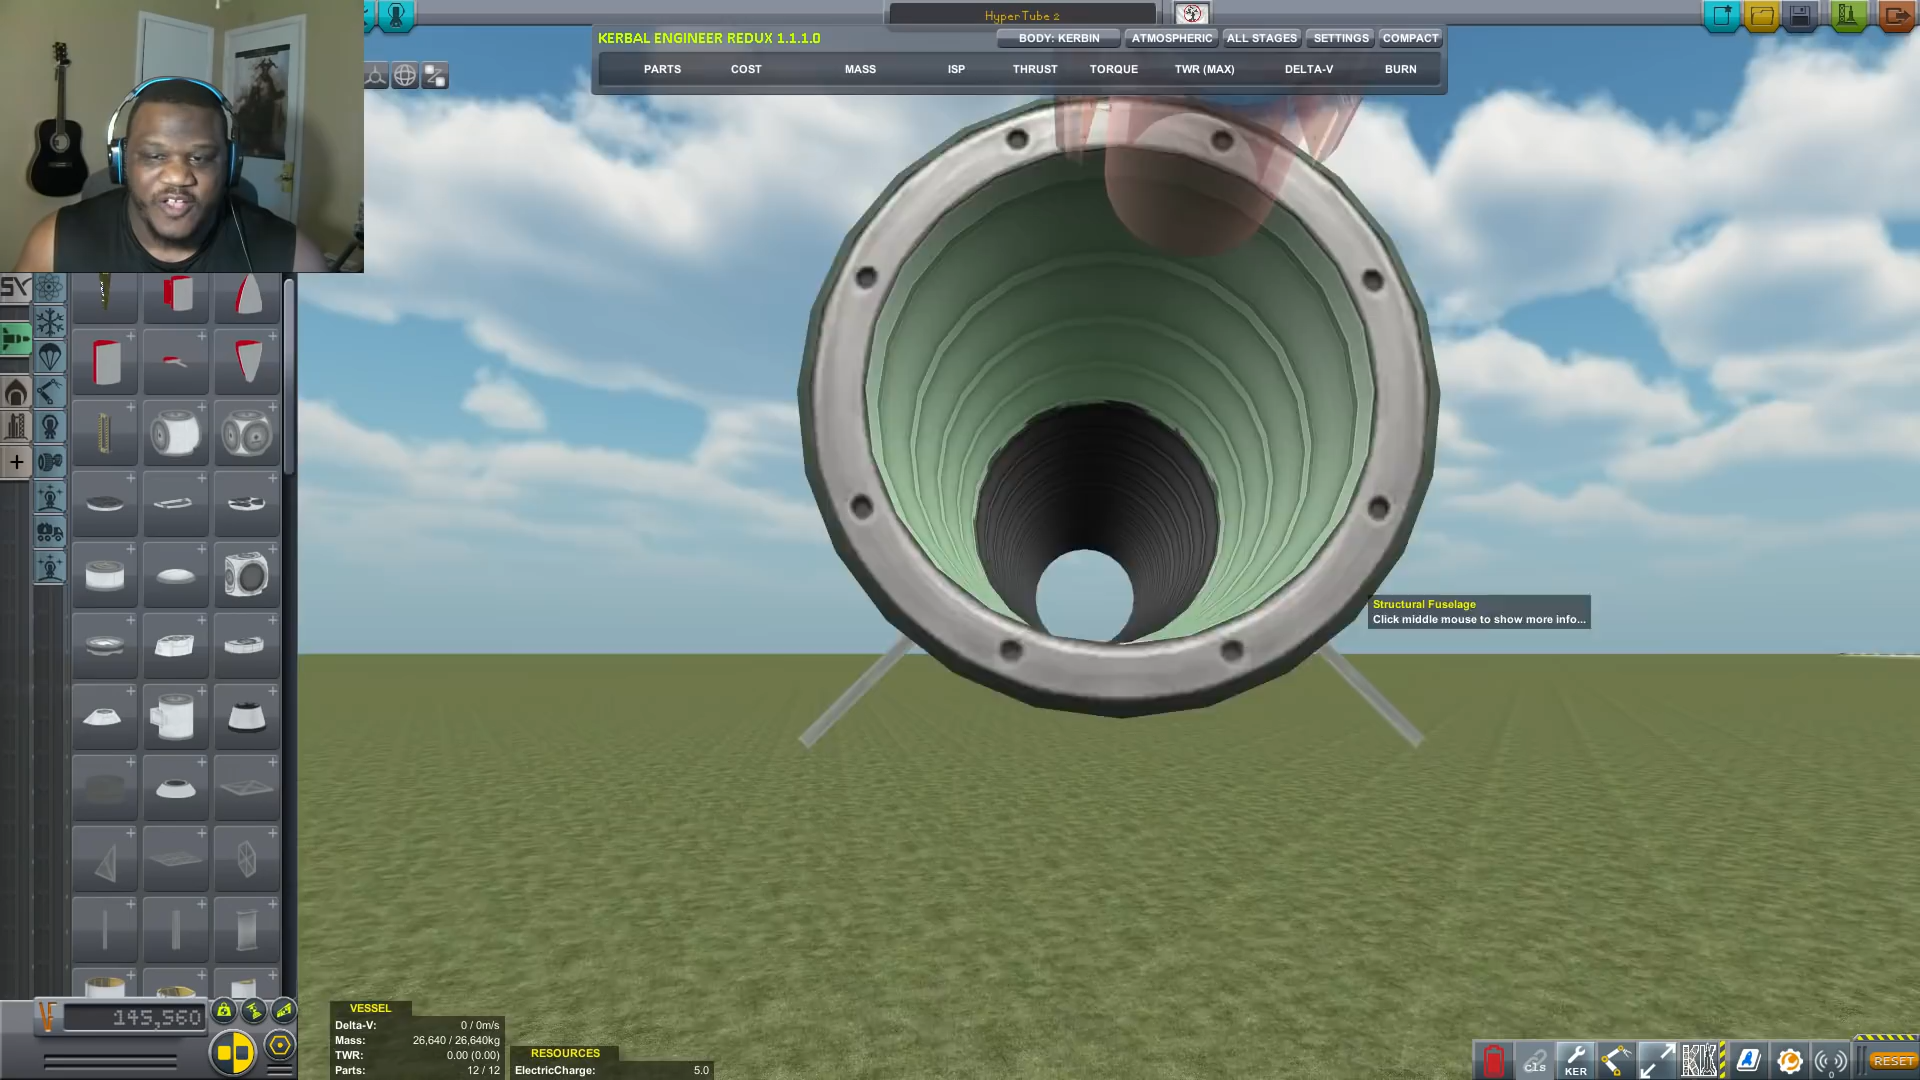 HyperTube 2
KERBAL ENGINEER REDUX 1.1.1.0
BODY: KERBIN
ATMOSPHERIC
ALL STAGES
SETTINGS
COMPACT
PARTS COST MASS ISP THRUST TORQUE TWR (MAX) DELTA-V BURN
Structural Fuselage
Click middle mouse to show more info...
145,560
VESSEL
Delta-V: 0 / 0m/s
Mass: 26,640 / 26,640kg
TWR: 0.00 (0.00)
Parts: 12 / 12
RESOURCES
ElectricCharge: 5.0
cls
KER
0
RESET